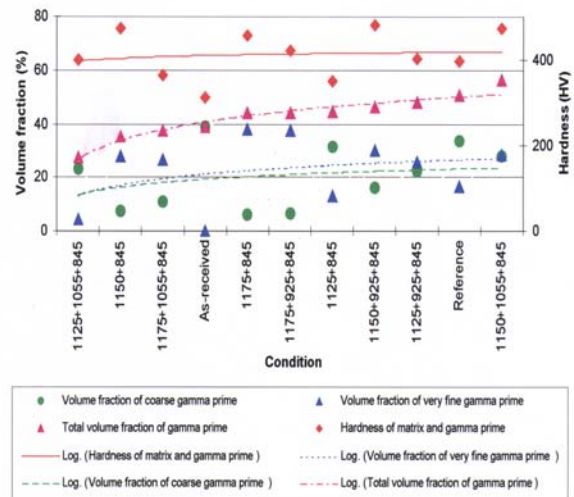 80
60
40
20
0
Volume fraction (%)
400
200
0
Hardness (HV)
1125+1055+845
1150+845
1175+1055+845
As-received
1175+845
1175+925+845
1125+845
1150+925+845
1125+925+845
Reference
1150+1055+845
Condition
Volume fraction of coarse gamma prime
Volume fraction of very fine gamma prime
Total volume fraction of gamma prime
Hardness of matrix and gamma prime
Log. (Hardness of matrix and gamma prime )
Log. (Volume fraction of very fine gamma prime )
Log. (Volume fraction of coarse gamma prime )
Log. (Total volume fraction of gamma prime )